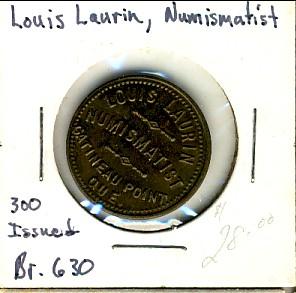 Louis Laurin, Numismatist
LOUIS LAURIN
NUMISMATIST
GATINEAU POINT
QUE.
300
Issued
Br. 630
$28.00